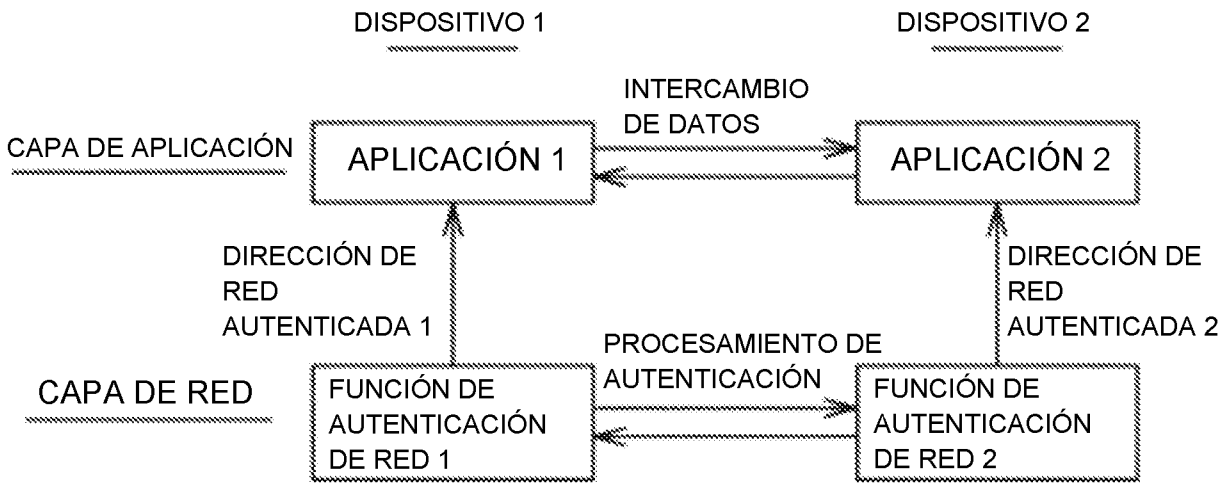 DISPOSITIVO 1
DISPOSITIVO 2
INTERCAMBIO
DE DATOS
CAPA DE APLICACIÓN
APLICACIÓN 1
APLICACIÓN 2
DIRECCIÓN DE
RED
AUTENTICADA 1
DIRECCIÓN DE
RED
AUTENTICADA 2
PROCESAMIENTO DE
AUTENTICACIÓN
CAPA DE RED
FUNCIÓN DE
AUTENTICACIÓN
DE RED 1
FUNCIÓN DE
AUTENTICACIÓN
DE RED 2